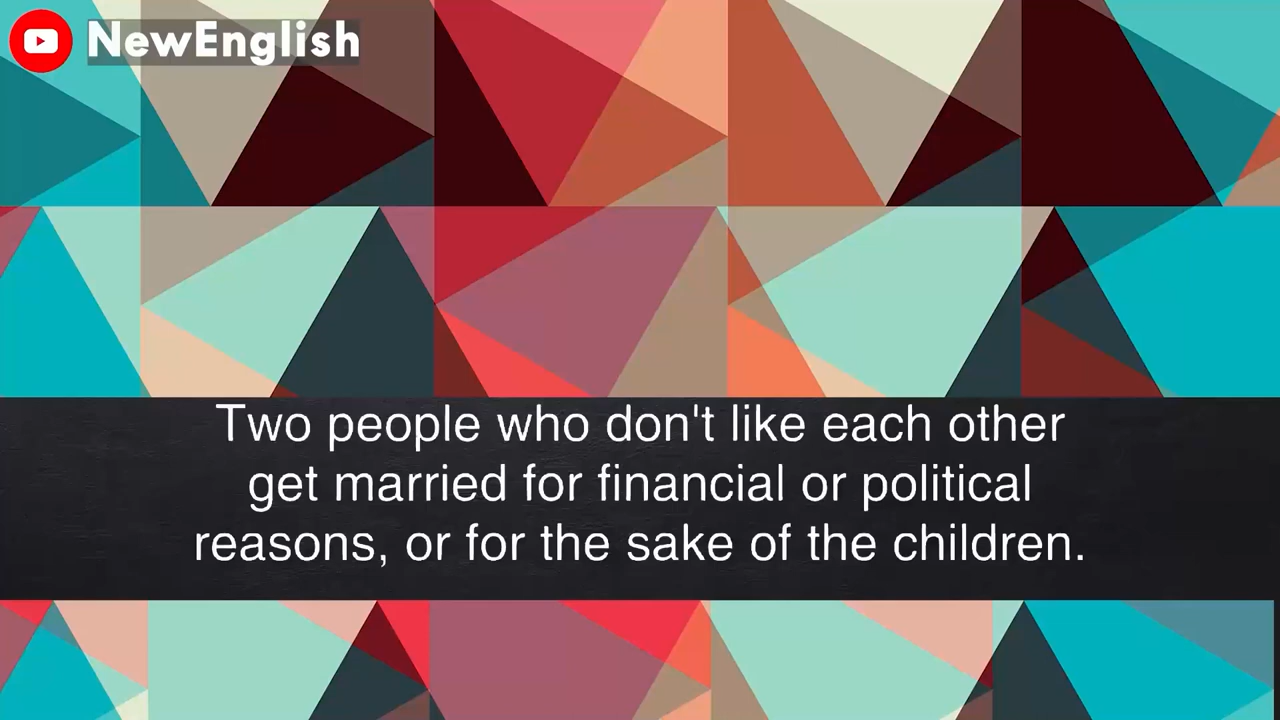 NewEnglish
Two people who don't like each other
get married for financial or political
reasons, or for the sake of the children.